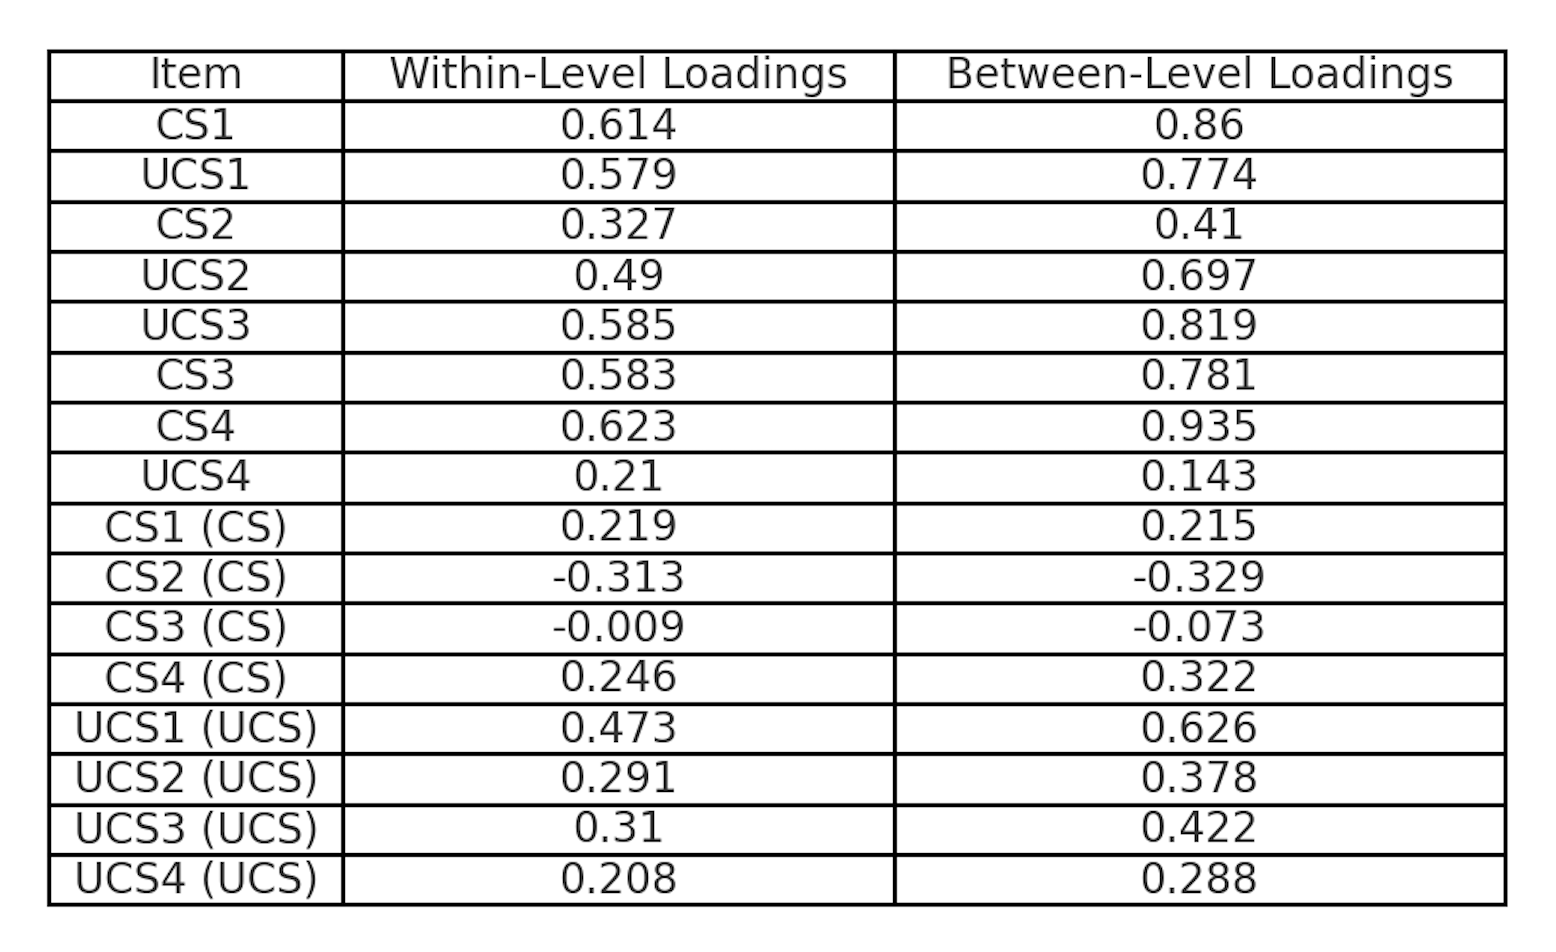 Item Within-Level Loadings Between-Level Loadings
CS1 0.614 0.86
UCS1 0.579 0.774
CS2 0.327 0.41
UCS2 0.49 0.697
UCS3 0.585 0.819
CS3 0.583 0.781
CS4 0.623 0.935
UCS4 0.21 0.143
CS1 (CS) 0.219 0.215
CS2 (CS) -0.313 -0.329
CS3 (CS) -0.009 -0.073
CS4 (CS) 0.246 0.322
UCS1 (UCS) 0.473 0.626
UCS2 (UCS) 0.291 0.378
UCS3 (UCS) 0.31 0.422
UCS4 (UCS) 0.208 0.288